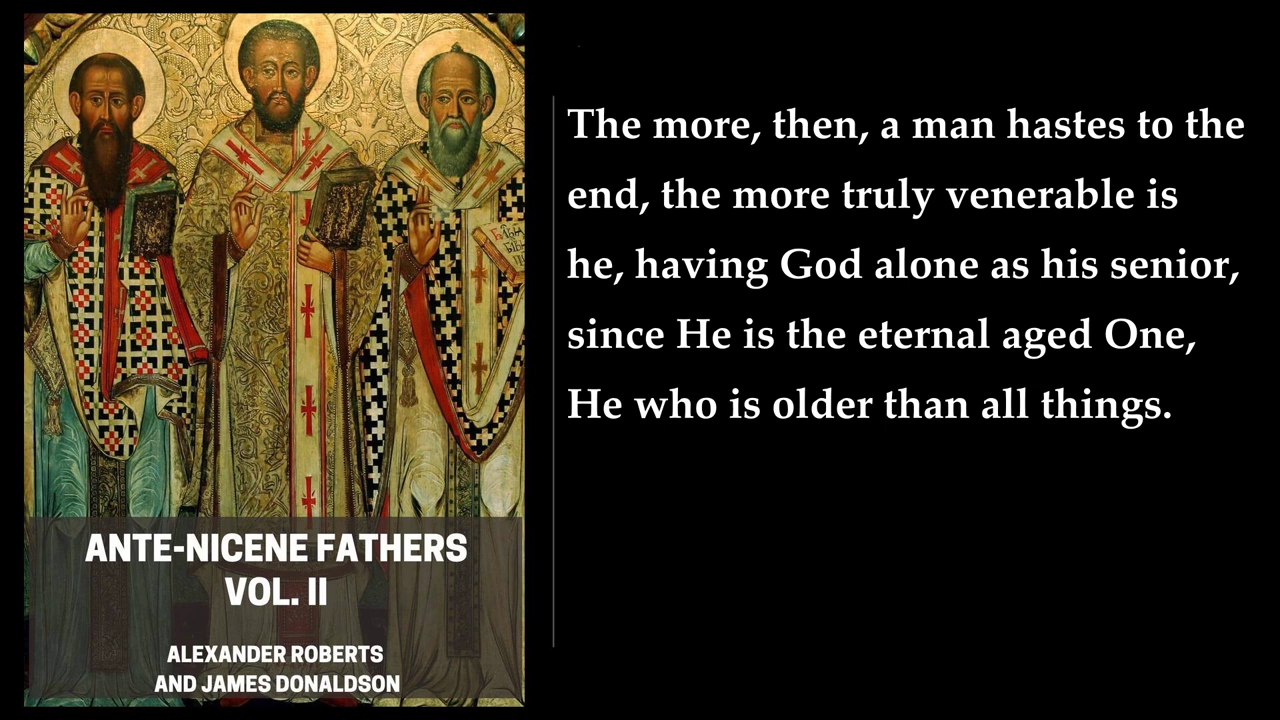 The more, then, a man hastes to the
end, the more truly venerable is
he, having God alone as his senior,
since He is the eternal aged One,
He who is older than all things.
ANTE-NICENE FATHERS
VOL. II
ALEXANDER ROBERTS
AND JAMES DONALDSON